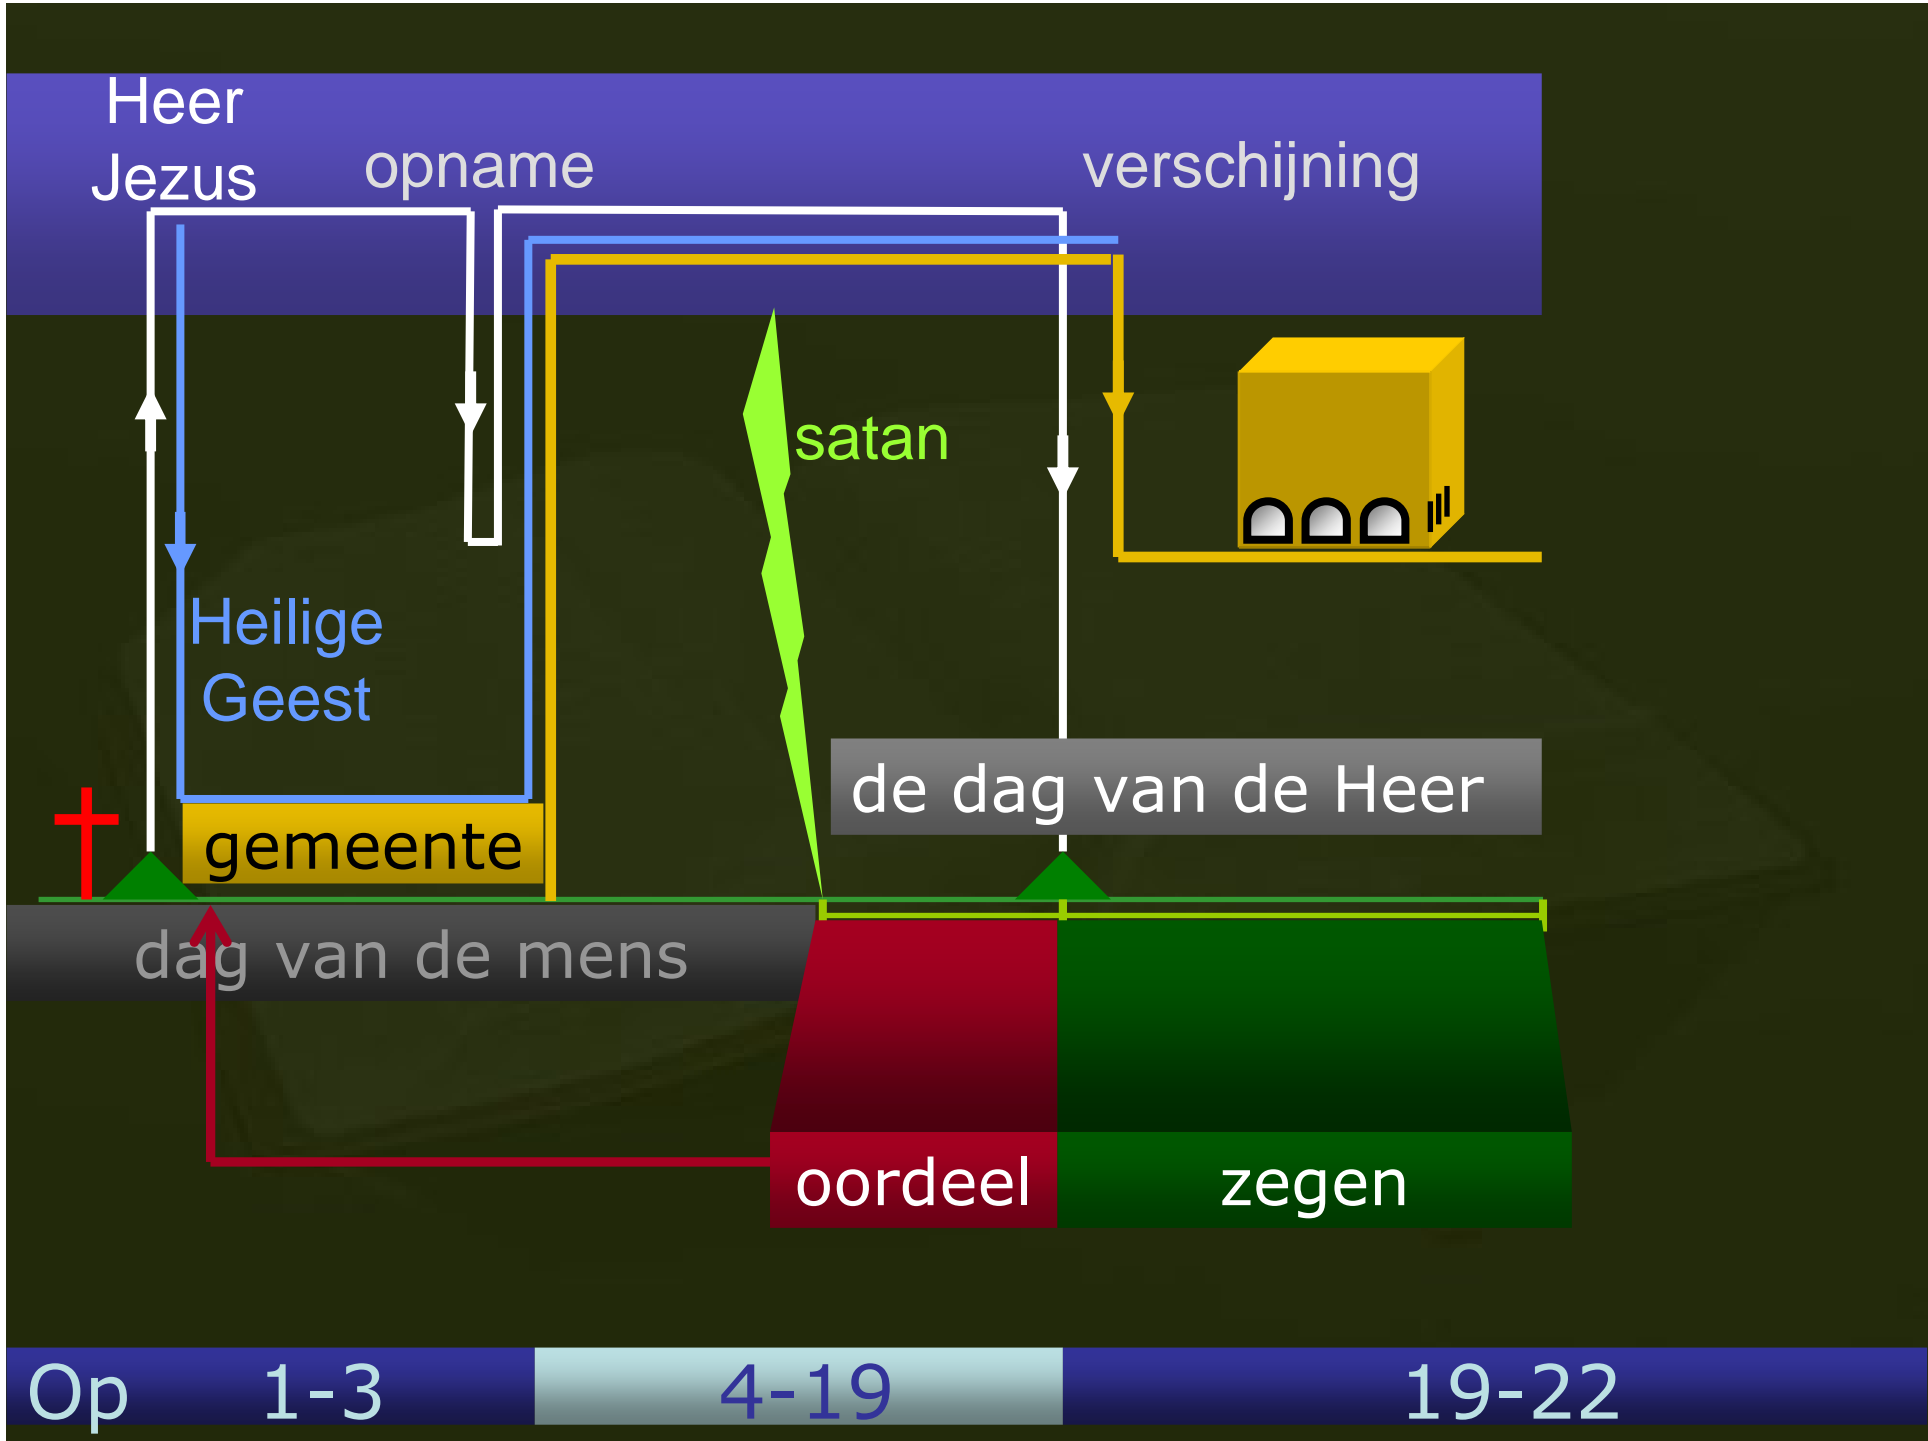 Heer
Jezus
opname
verschijning
satan
Heilige
Geest
de dag van de Heer
gemeente
dag van de mens
oordeel
zegen
Op 1-3 4-19 19-22